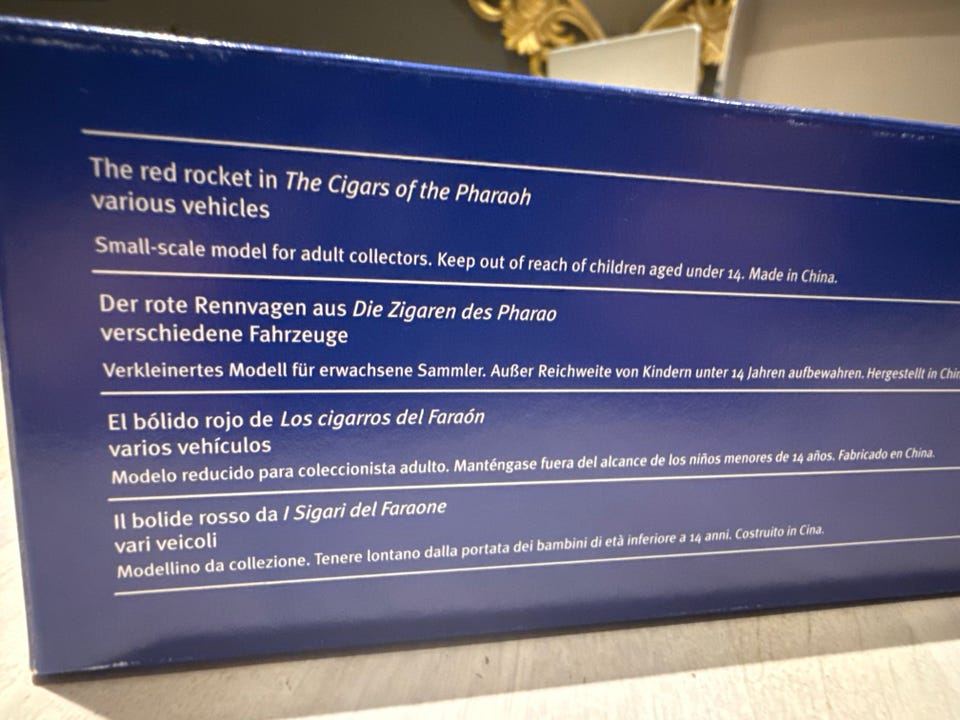 The red rocket in The Cigars of the Pharaoh
various vehicles
Small-scale model for adult collectors. Keep out of reach of children aged under 14. Made in China.
Der rote Rennvagen aus Die Zigaren des Pharao
verschiedene Fahrzeuge
Verkleinertes Modell für erwachsene Sammler. Außer Reichweite von Kindern unter 14 Jahren aufbewahren. Hergestellt in
El bólido rojo de Los cigarros del Faraón
varios vehículos
Modelo reducido para coleccionista adulto. Manténgase fuera del alcance de los niños menores de 14 años. Fabricado en China.
Il bolide rosso da I Sigari del Faraone
vari veicoli
Modellino da collezione. Tenere lontano dalla portata dei bambini di età inferiore a 14 anni. Costruito in Cina.